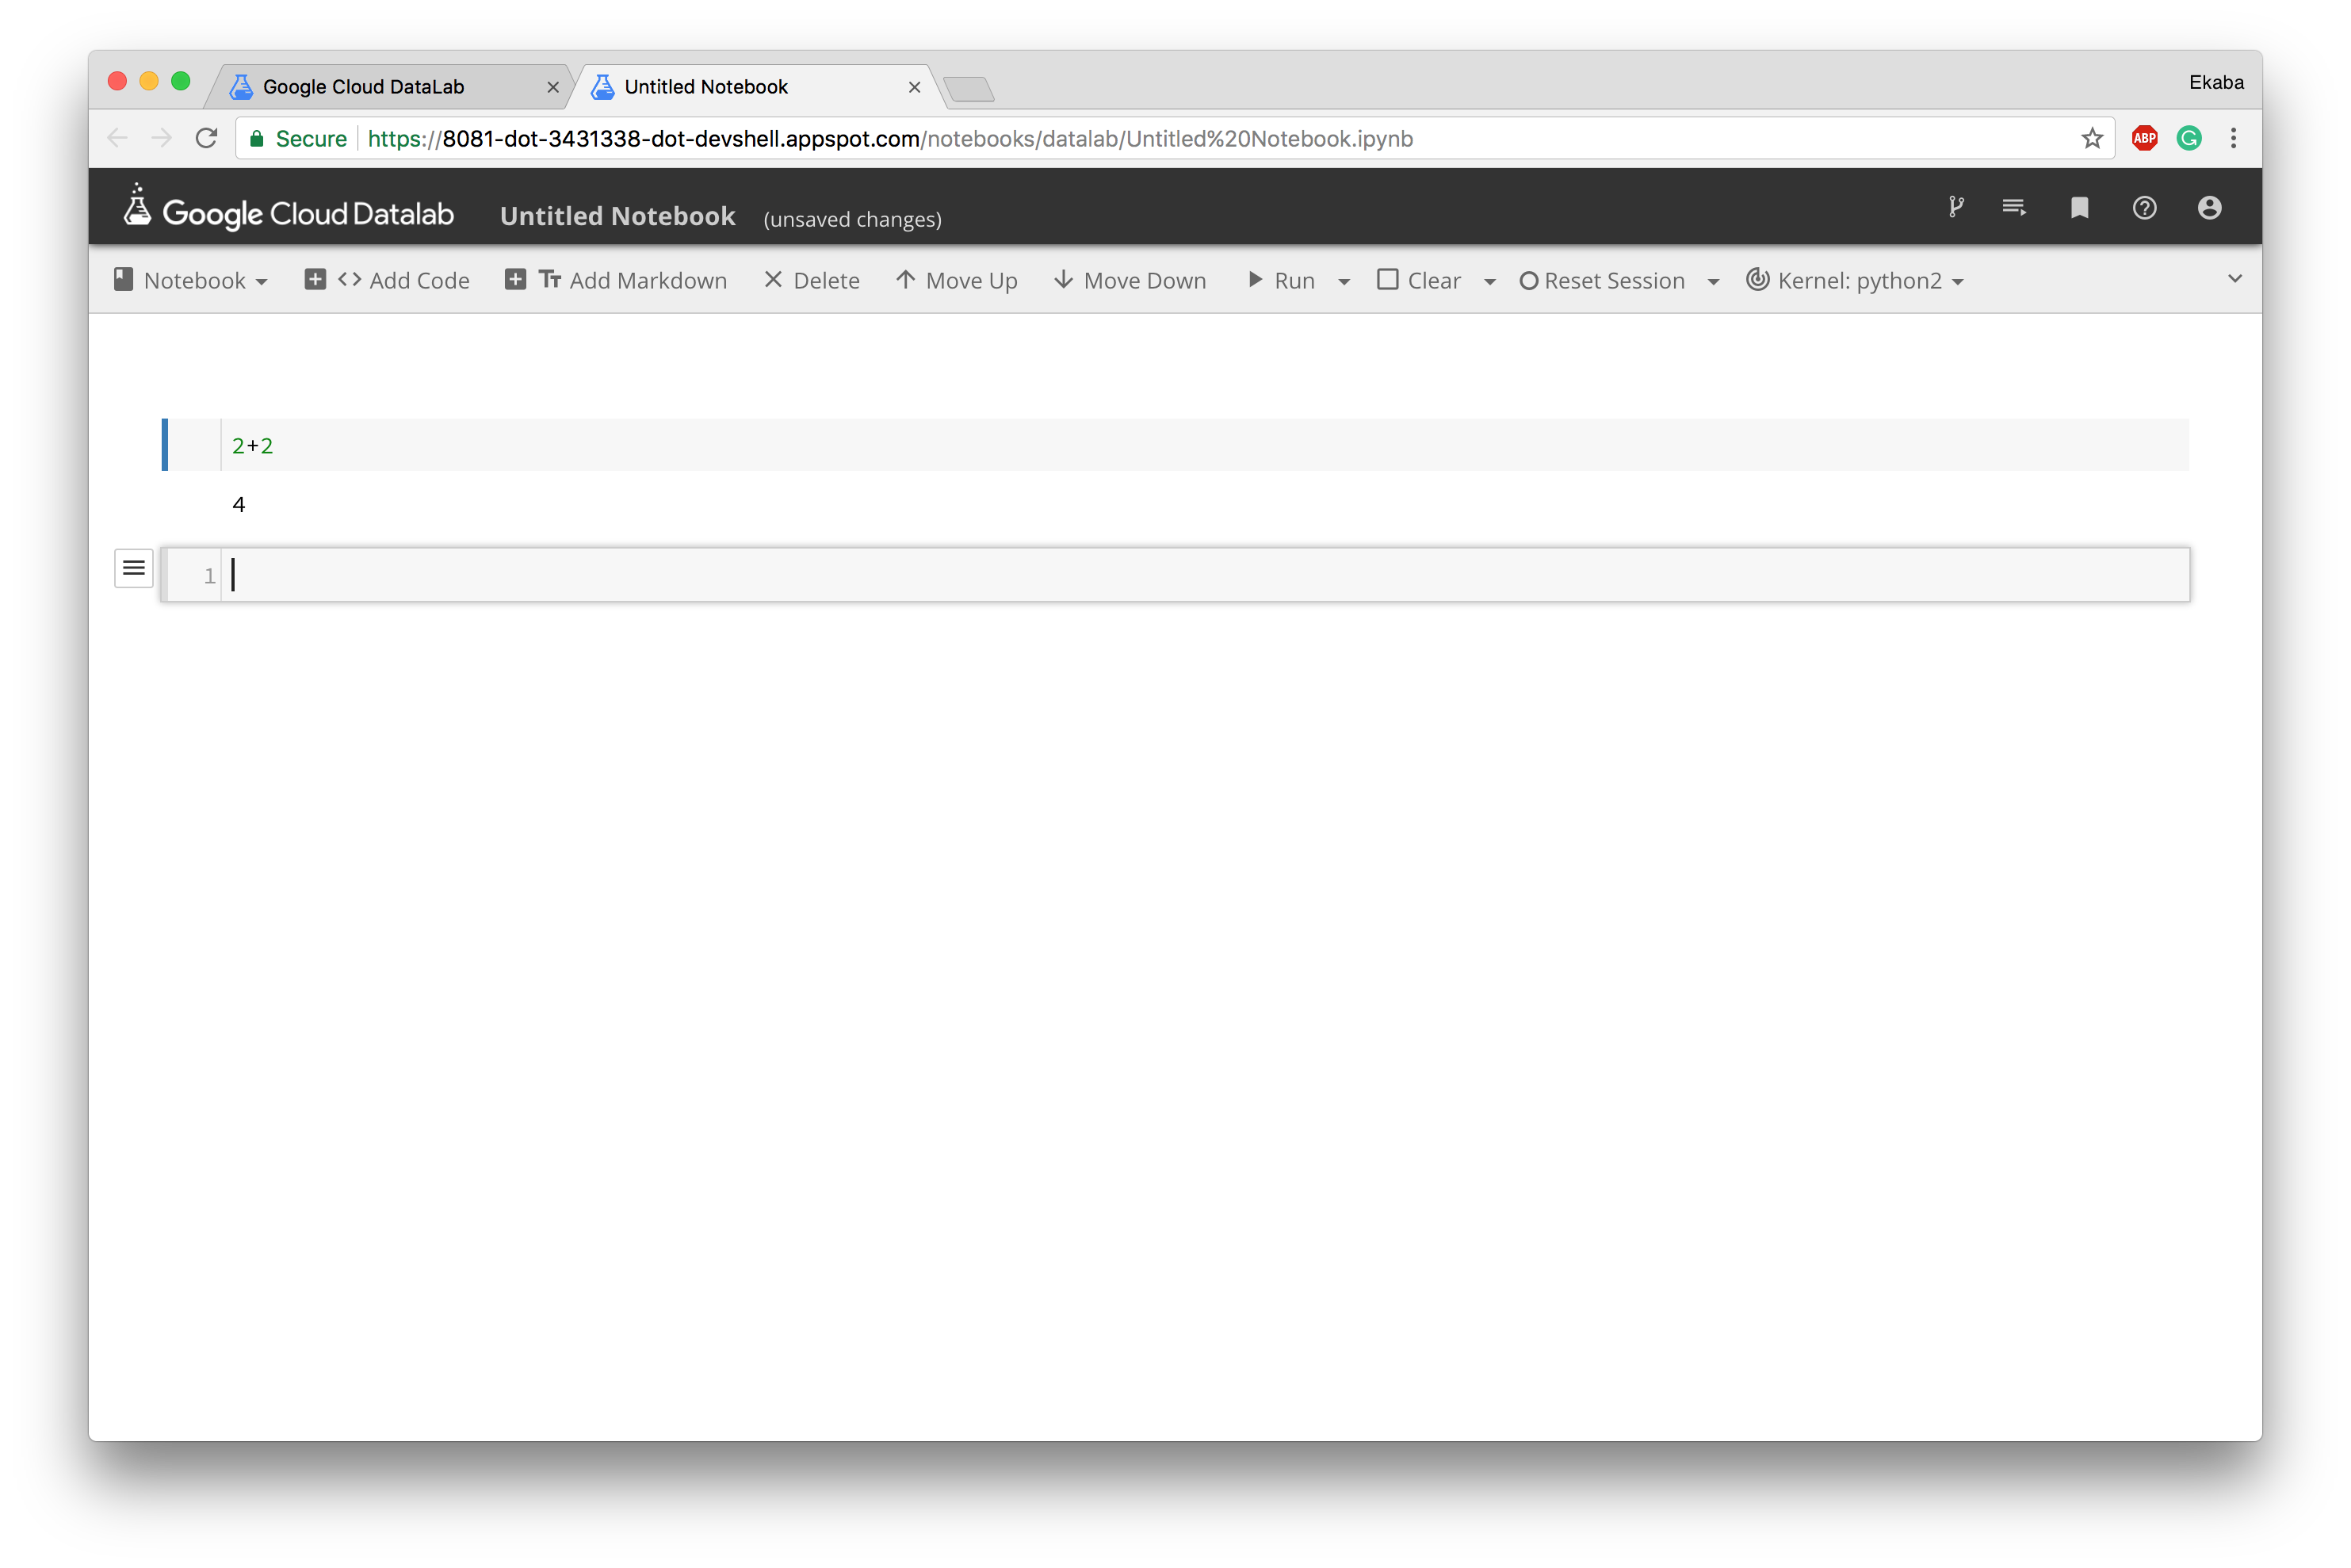 Google Cloud DataLab Untitled Notebook Ekaba
Secure https://8081-dot-3431338-dot-devshell.appspot.com/notebooks/datalab/Untitled%20Notebook.ipynb ABP G
Google Cloud Datalab Untitled Notebook (unsaved changes)
Notebook Add Code Tт Add Markdown Delete Move Up Move Down Run Clear Reset Session Kernel: python2
2+2
4
1